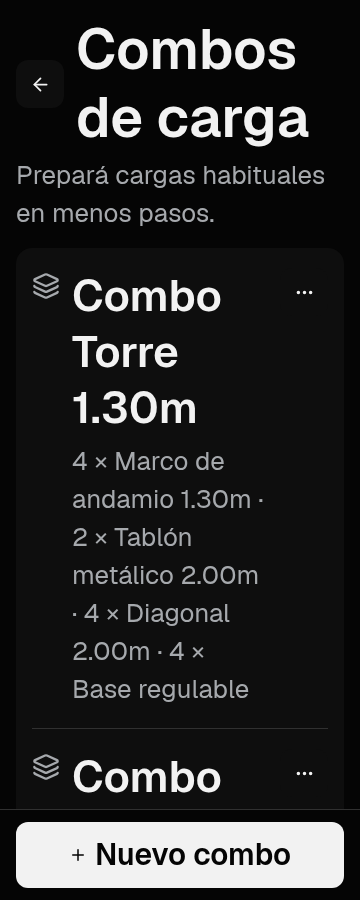 Combos
de carga
Prepará cargas habituales
en menos pasos.
Combo
Torre
1.30m
4 × Marco de
andamio 1.30m ·
2 × Tablón
metálico 2.00m
· 4 × Diagonal
2.00m · 4 ×
Base regulable
Combo
+ Nuevo combo